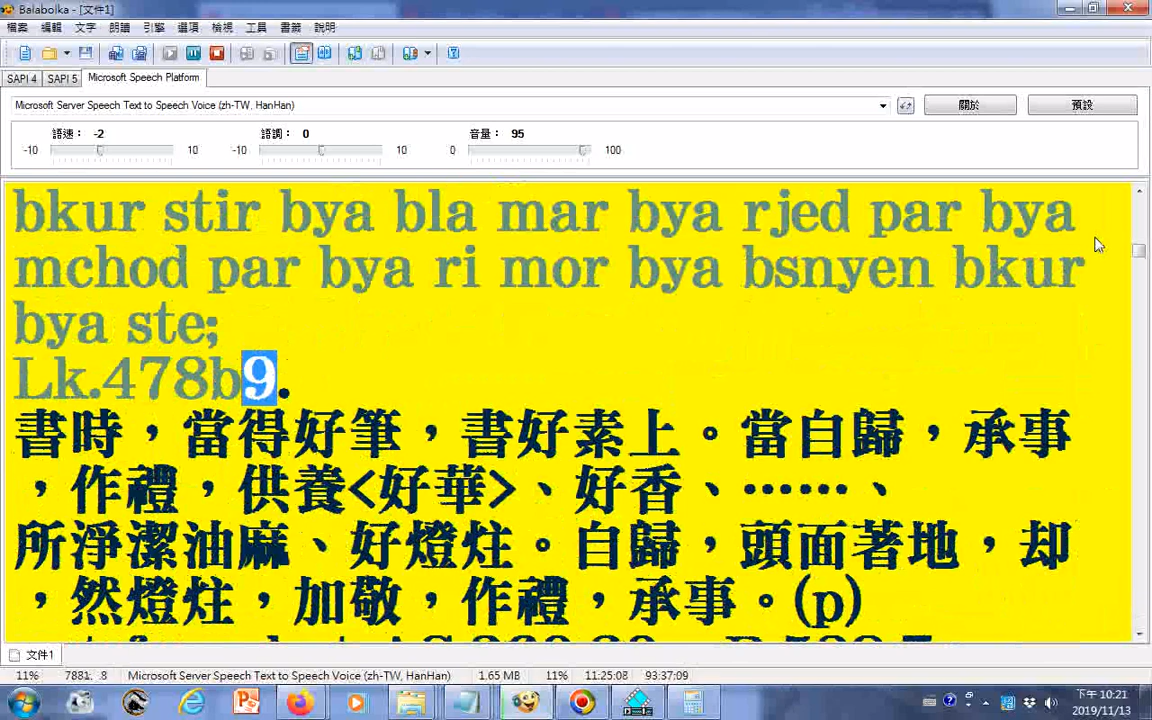 Balabolka - [文件1]
檔案 編輯 文字 朗讀 引擎 選項 檢視 工具 書籤 說明
SAPI 4 SAPI 5 Microsoft Speech Platform
Microsoft Server Speech Text to Speech Voice (zh-TW, HanHan) 關於 預設
語速： -2 語調： 0 音量： 95
-10 10 -10 10 0 100
bkur stir bya bla mar bya rjed par bya
mchod par bya ri mor bya bsnyen bkur
bya ste;
Lk.478b9.
書時，當得好筆，書好素上。當自歸，承事
，作禮，供養<好華>、好香、……、
所淨潔油麻、好燈炷。自歸，頭面著地，却
，然燈炷，加敬，作禮，承事。(p)
文件1
11% 7881, .8 Microsoft Server Speech Text to Speech Voice (zh-TW, HanHan) 1.65 MB 11% 11:25:08 93:37:09
下午 10:21
2019/11/13